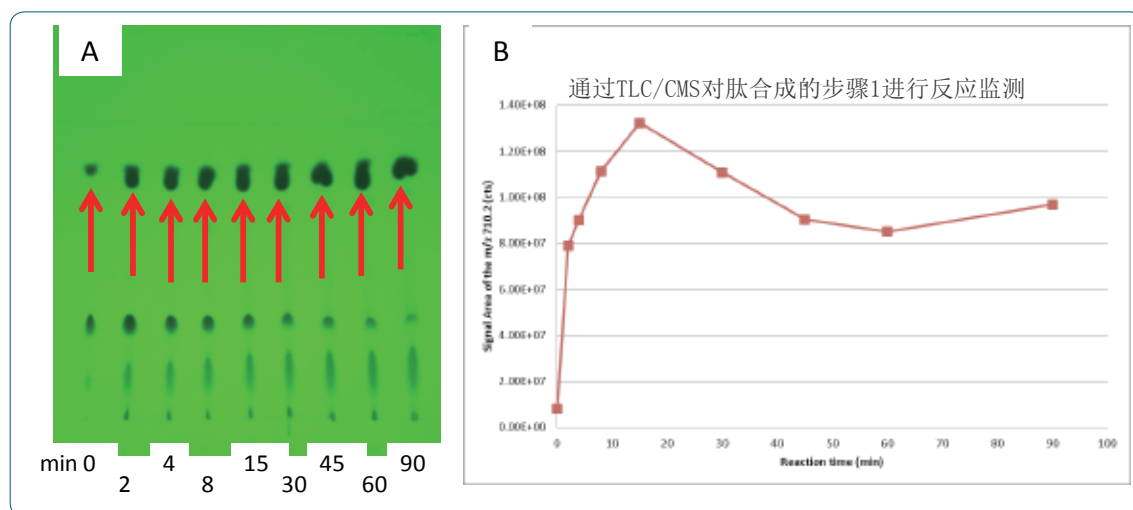 A
min 0
2
4
8
15
30
45
60
90
B
通过TLC/CMS对肽合成的步骤1进行反应监测
Signal Area of the m/z 710.2 (cts)
1.40E+08
1.20E+08
1.00E+08
8.00E+07
6.00E+07
4.00E+07
2.00E+07
0.00E+00
0 10 20 30 40 50 60 70 80 90 100
Reaction time (min)